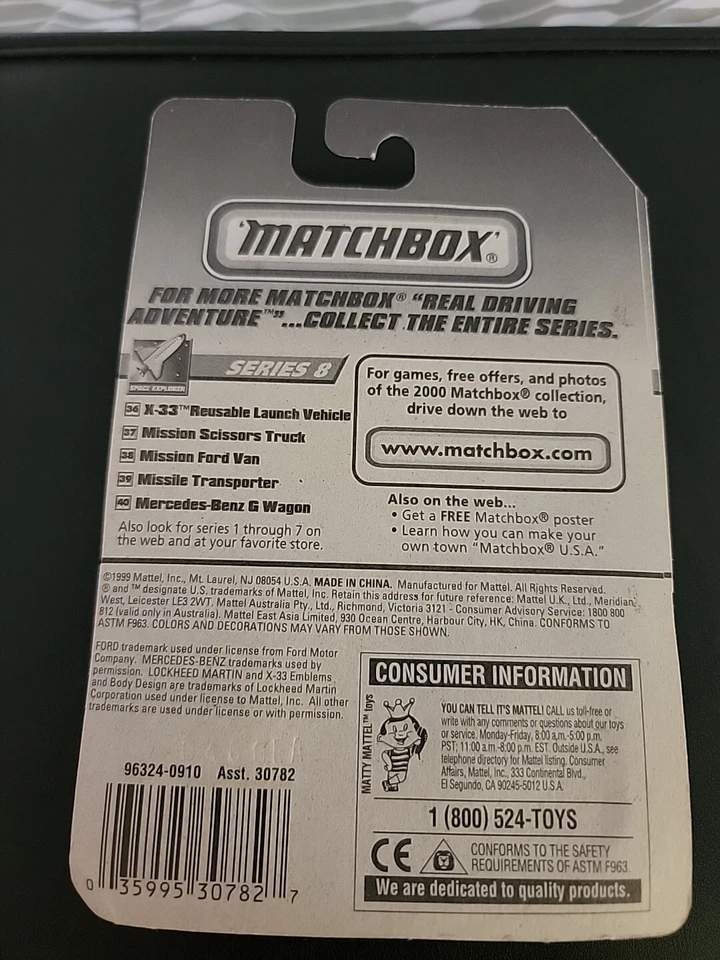 'MATCHBOX'®
FOR MORE MATCHBOX® "REAL DRIVING
ADVENTURE™"...COLLECT THE ENTIRE SERIES.
SPACE EXPLORER
SERIES 8
36 X-33™ Reusable Launch Vehicle
37 Mission Scissors Truck
38 Mission Ford Van
39 Missile Transporter
40 Mercedes-Benz G Wagon
Also look for series 1 through 7 on
the web and at your favorite store.
For games, free offers, and photos
of the 2000 Matchbox® collection,
drive down the web to
www.matchbox.com
Also on the web...
• Get a FREE Matchbox® poster
• Learn how you can make your
own town "Matchbox® U.S.A."
©1999 Mattel, Inc., Mt. Laurel, NJ 08054 U.S.A. MADE IN CHINA. Manufactured for Mattel. All Rights Reserved.
® and ™ designate U.S. trademarks of Mattel, Inc. Retain this address for future reference: Mattel U.K., Ltd., Meridian
West, Leicester LE3 2WT. Mattel Australia Pty., Ltd., Richmond, Victoria 3121 - Consumer Advisory Service: 1800 800
812 (valid only in Australia). Mattel East Asia Limited, 930 Ocean Centre, Harbour City, HK, China. CONFORMS TO
ASTM F963. COLORS AND DECORATIONS MAY VARY FROM THOSE SHOWN.
FORD trademark used under license from Ford Motor
Company. MERCEDES-BENZ trademarks used by
permission. LOCKHEED MARTIN and X-33 Emblems
and Body Design are trademarks of Lockheed Martin
Corporation used under license to Mattel, Inc. All other
trademarks are used under license or with permission.
96324-0910 Asst. 30782
0 35995 30782 7
CONSUMER INFORMATION
MATTY MATTEL™ toys
YOU CAN TELL IT'S MATTEL! CALL us toll-free or
write with any comments or questions about our toys
or service. Monday-Friday, 8:00 a.m.-5:00 p.m.
PST; 11:00 a.m.-8:00 p.m. EST. Outside U.S.A., see
telephone directory for Mattel listing. Consumer
Affairs, Mattel, Inc., 333 Continental Blvd.,
El Segundo, CA 90245-5012 U.S.A.
1 (800) 524-TOYS
CE
CONFORMS TO THE SAFETY
REQUIREMENTS OF ASTM F963.
We are dedicated to quality products.